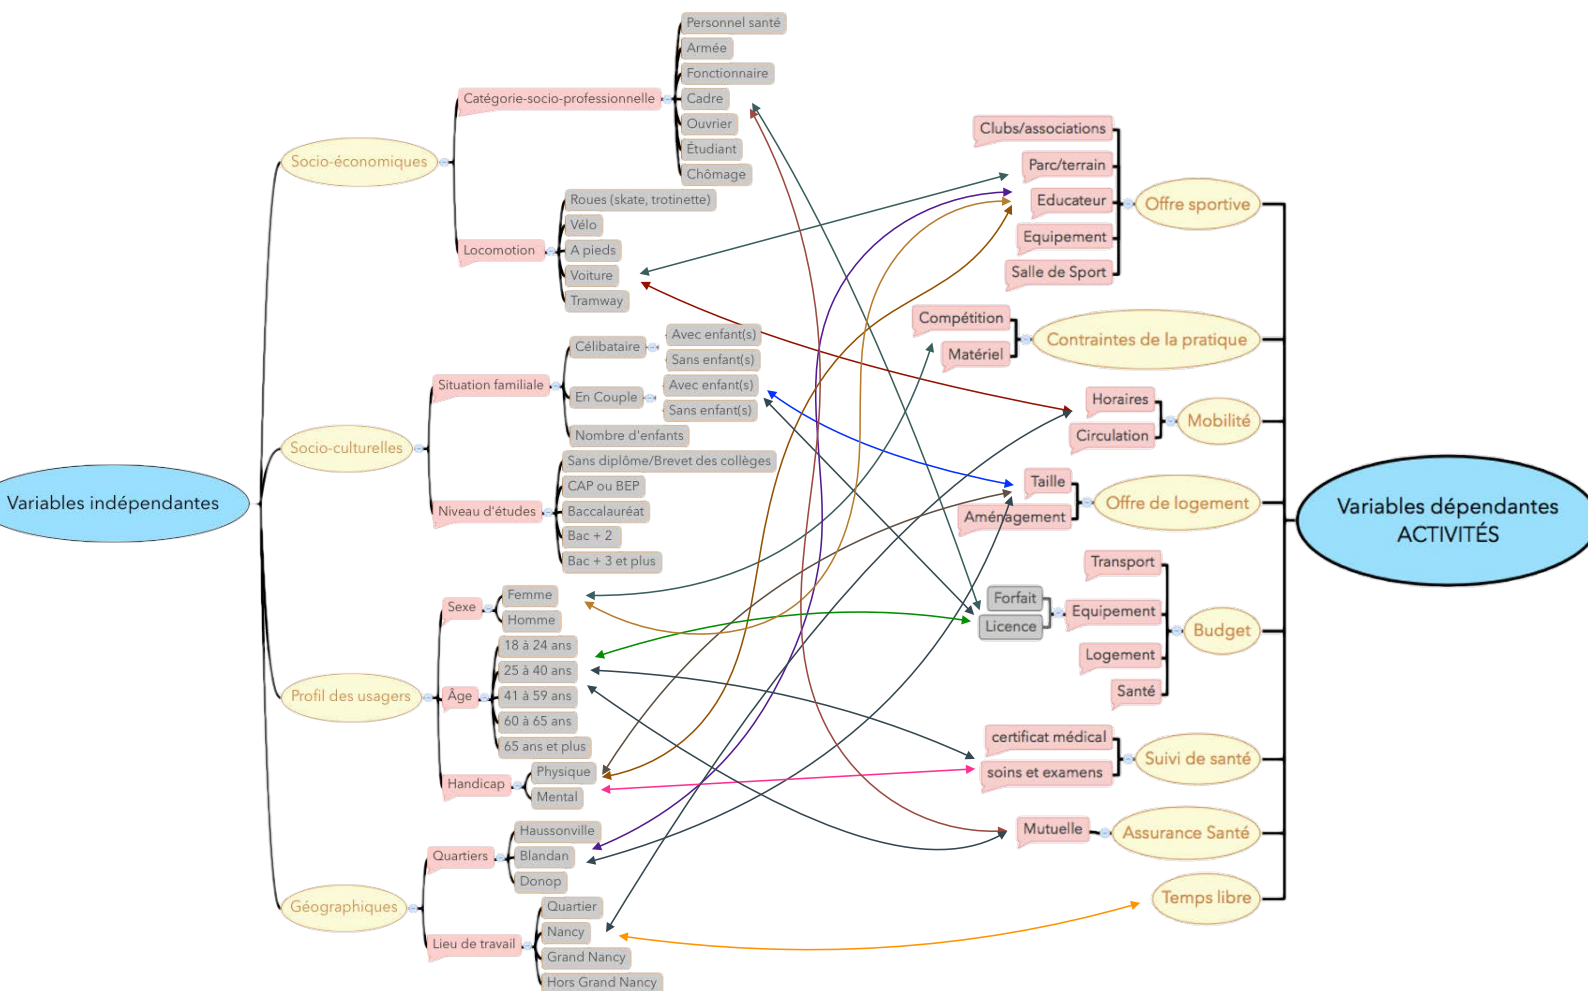 Variables indépendantes
Socio-économiques
Catégorie-socio-professionnelle
Personnel santé
Armée
Fonctionnaire
Cadre
Ouvrier
Étudiant
Chômage
Locomotion
Roues (skate, trotinette)
Vélo
A pieds
Voiture
Tramway
Socio-culturelles
Situation familiale
Célibataire
Avec enfant(s)
Sans enfant(s)
En Couple
Avec enfant(s)
Sans enfant(s)
Nombre d'enfants
Niveau d'études
Sans diplôme/Brevet des collèges
CAP ou BEP
Baccalauréat
Bac + 2
Bac + 3 et plus
Profil des usagers
Sexe
Femme
Homme
Âge
18 à 24 ans
25 à 40 ans
41 à 59 ans
60 à 65 ans
65 ans et plus
Handicap
Physique
Mental
Géographiques
Quartiers
Haussonville
Blandan
Donop
Lieu de travail
Quartier
Nancy
Grand Nancy
Hors Grand Nancy
Variables dépendantes
ACTIVITÉS
Offre sportive
Clubs/associations
Parc/terrain
Educateur
Equipement
Salle de Sport
Contraintes de la pratique
Compétition
Matériel
Mobilité
Horaires
Circulation
Offre de logement
Taille
Aménagement
Budget
Transport
Equipement
Forfait
Licence
Logement
Santé
Suivi de santé
certificat médical
soins et examens
Assurance Santé
Mutuelle
Temps libre